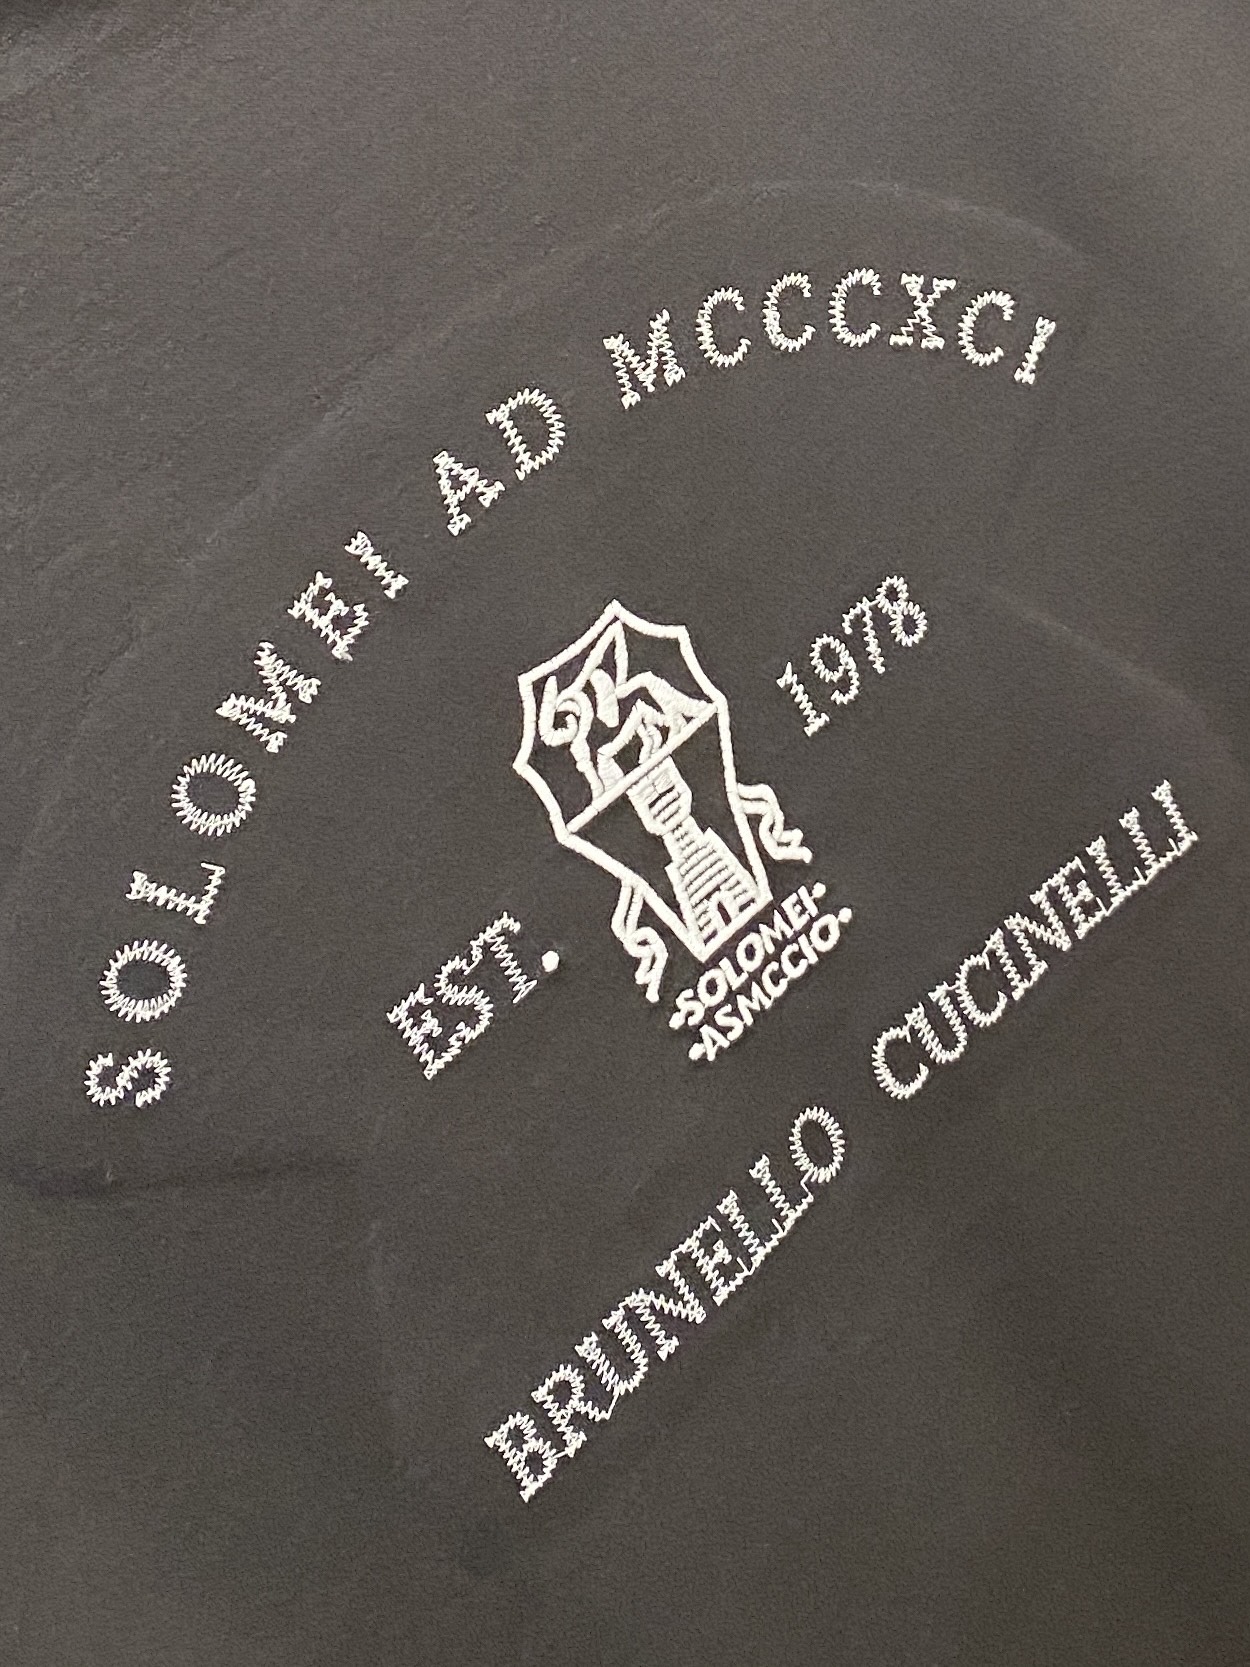 SOLOMEI AD MCCCXCI
EST. 1978
SOLOMEI
ASMCCIO
BRUNELLO CUCINELLI